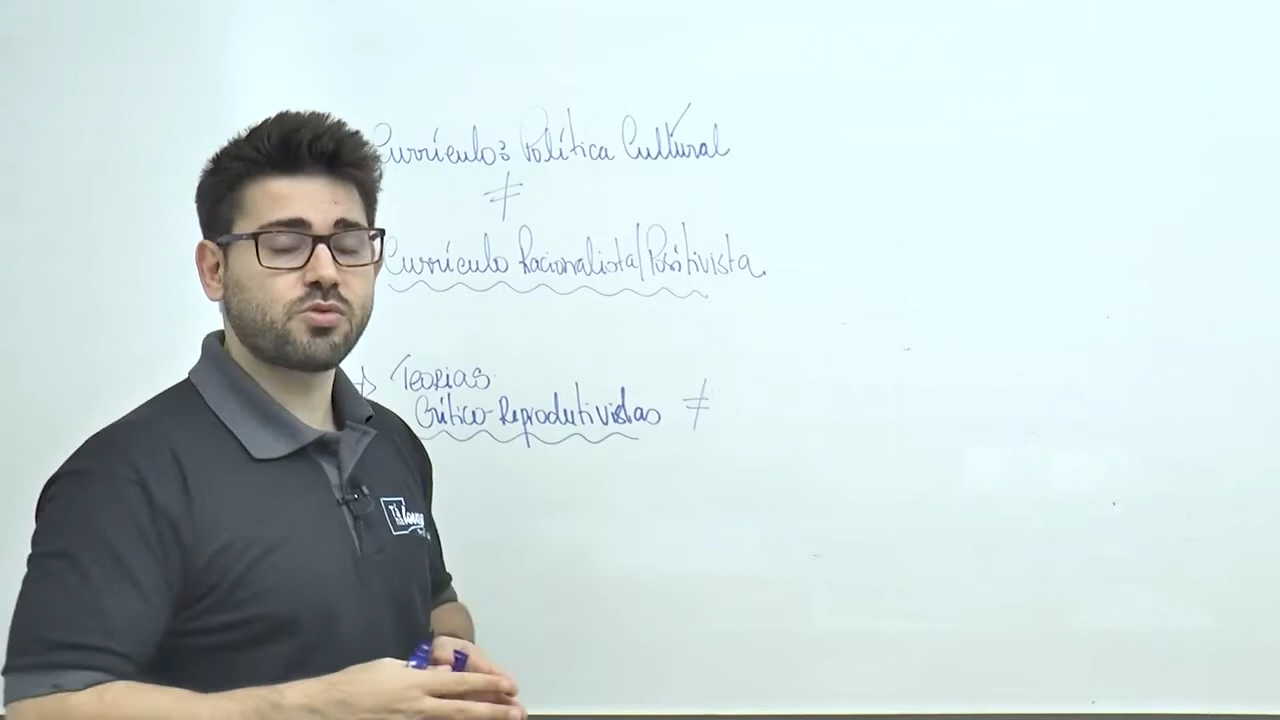 Currículo: Política Cultural
≠
Currículo Racionalista/Positivista
→ Teorias
Crítico-Reprodutivistas ≠